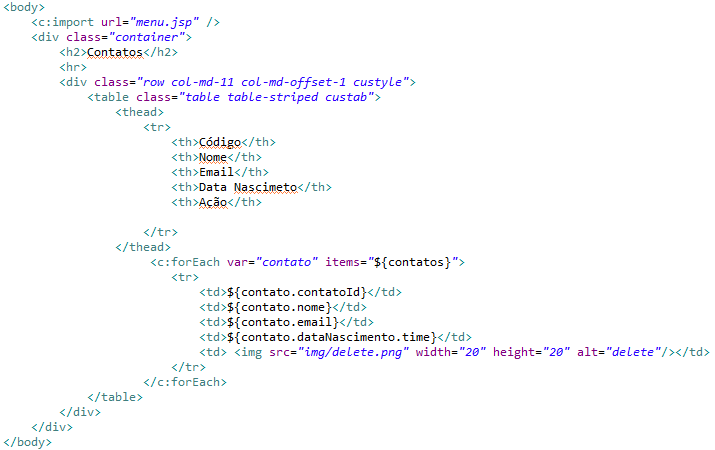 <body>
<c:import url="menu.jsp" />
<div class="container">
<h2>Contatos</h2>
<hr>
<div class="row col-md-11 col-md-offset-1 custyle">
<table class="table table-striped custab">
<thead>
<tr>
<th>Código</th>
<th>Nome</th>
<th>Email</th>
<th>Data Nascimeto</th>
<th>Ação</th>
</tr>
</thead>
<c:forEach var="contato" items="${contatos}">
<tr>
<td>${contato.contatoId}</td>
<td>${contato.nome}</td>
<td>${contato.email}</td>
<td>${contato.dataNascimento.time}</td>
<td> <img src="img/delete.png" width="20" height="20" alt="delete"/></td>
</tr>
</c:forEach>
</table>
</div>
</div>
</body>